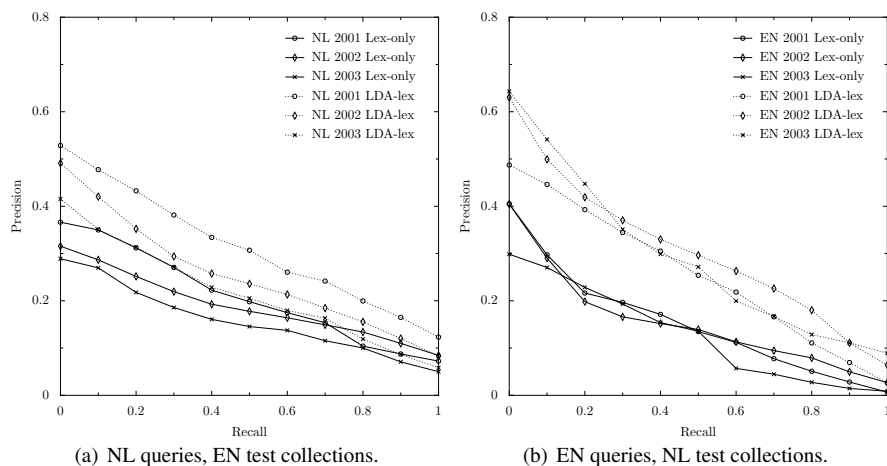 0.8
0.6
0.4
0.2
0
Precision
0 0.2 0.4 0.6 0.8 1
Recall
NL 2001 Lex-only
NL 2002 Lex-only
NL 2003 Lex-only
NL 2001 LDA-lex
NL 2002 LDA-lex
NL 2003 LDA-lex
(a) NL queries, EN test collections.
0.8
0.6
0.4
0.2
0
Precision
0 0.2 0.4 0.6 0.8 1
Recall
EN 2001 Lex-only
EN 2002 Lex-only
EN 2003 Lex-only
EN 2001 LDA-lex
EN 2002 LDA-lex
EN 2003 LDA-lex
(b) EN queries, NL test collections.